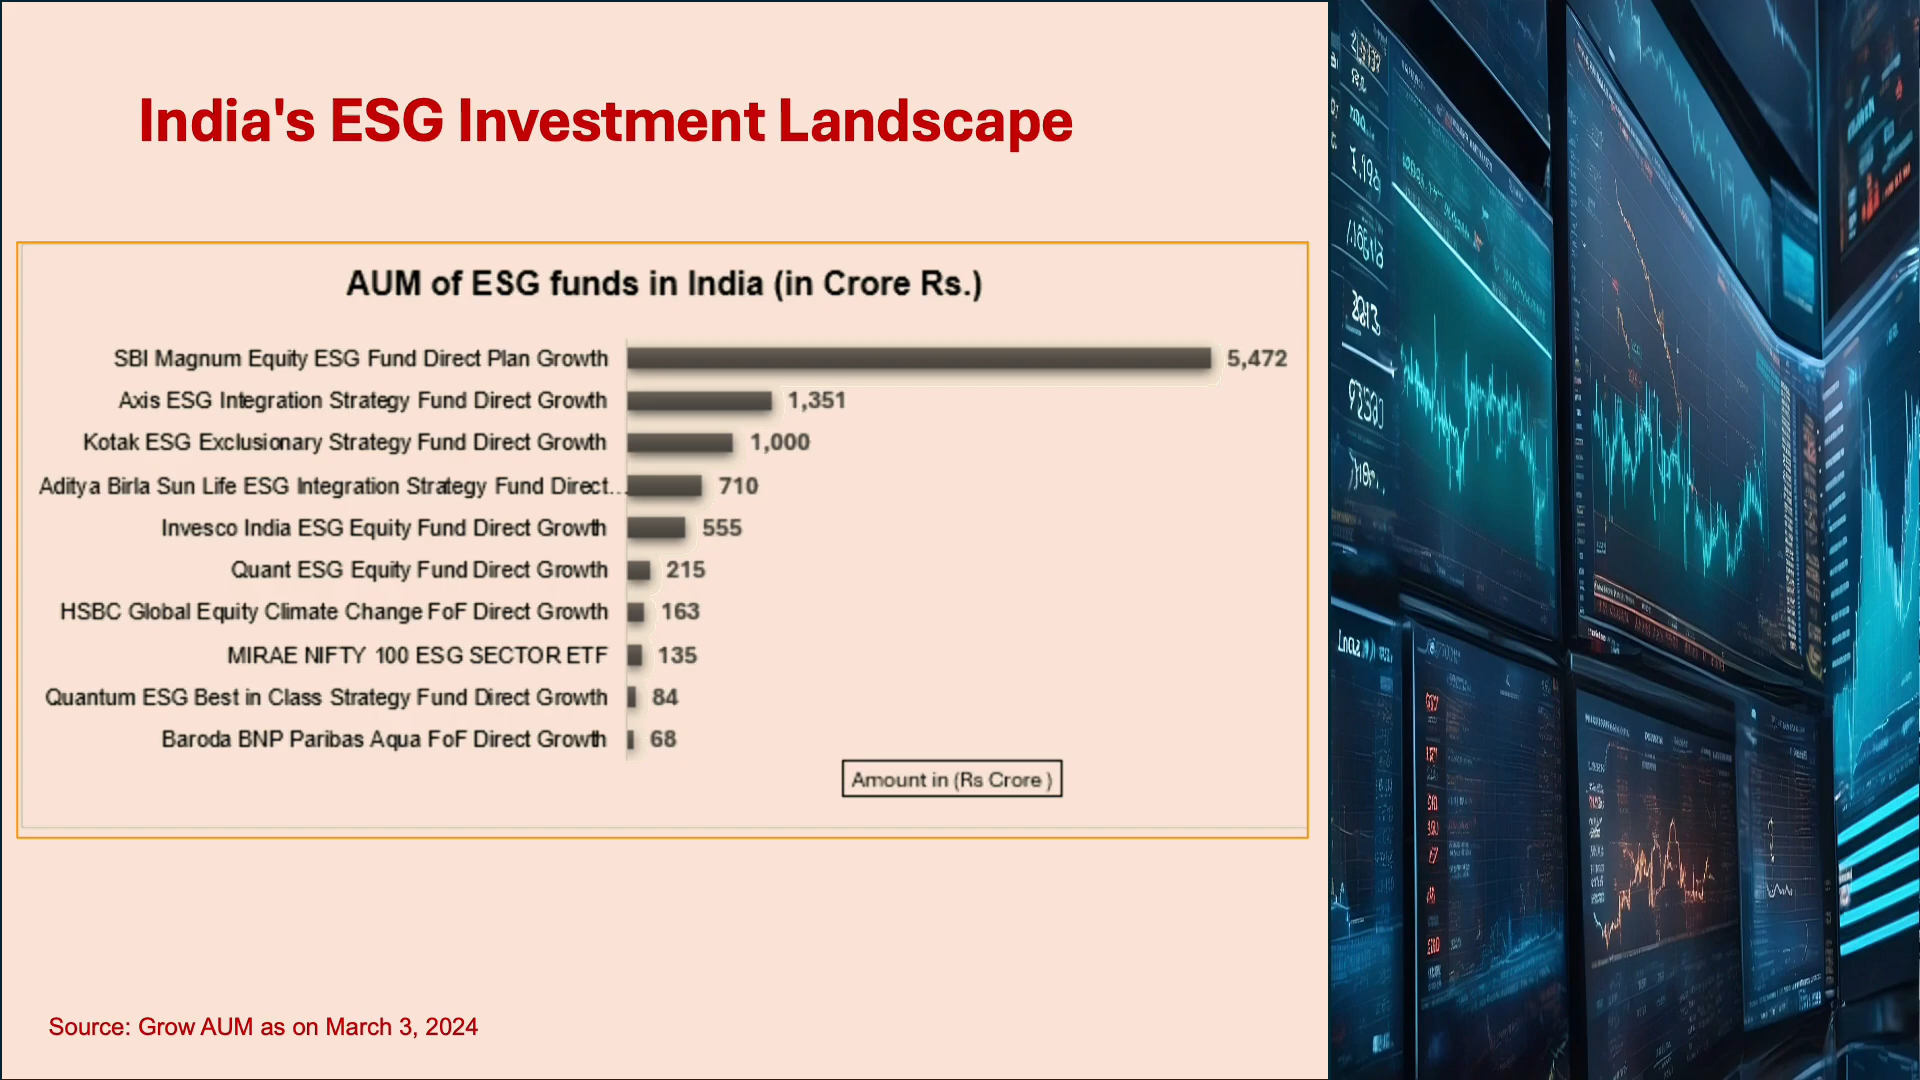 India's ESG Investment Landscape
AUM of ESG funds in India (in Crore Rs.)
SBI Magnum Equity ESG Fund Direct Plan Growth 5,472
Axis ESG Integration Strategy Fund Direct Growth 1,351
Kotak ESG Exclusionary Strategy Fund Direct Growth 1,000
Aditya Birla Sun Life ESG Integration Strategy Fund Direct... 710
Invesco India ESG Equity Fund Direct Growth 555
Quant ESG Equity Fund Direct Growth 215
HSBC Global Equity Climate Change FoF Direct Growth 163
MIRAE NIFTY 100 ESG SECTOR ETF 135
Quantum ESG Best in Class Strategy Fund Direct Growth 84
Baroda BNP Paribas Aqua FoF Direct Growth 68
Amount in (Rs Crore )
Source: Grow AUM as on March 3, 2024